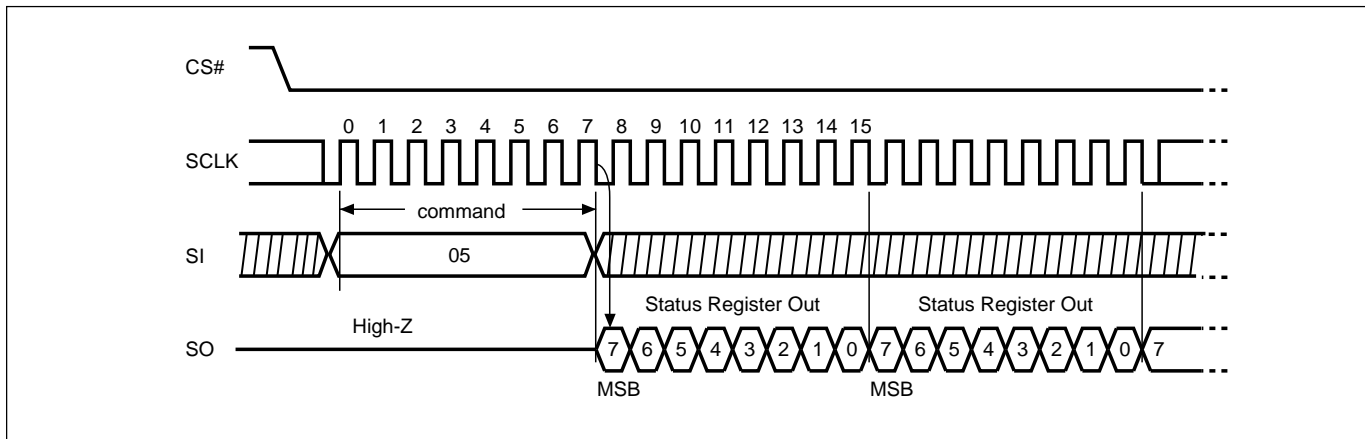 CS#
0 1 2 3 4 5 6 7 8 9 10 11 12 13 14 15
SCLK
command
SI
05
Status Register Out Status Register Out
High-Z
SO
7 6 5 4 3 2 1 0 7 6 5 4 3 2 1 0 7
MSB MSB